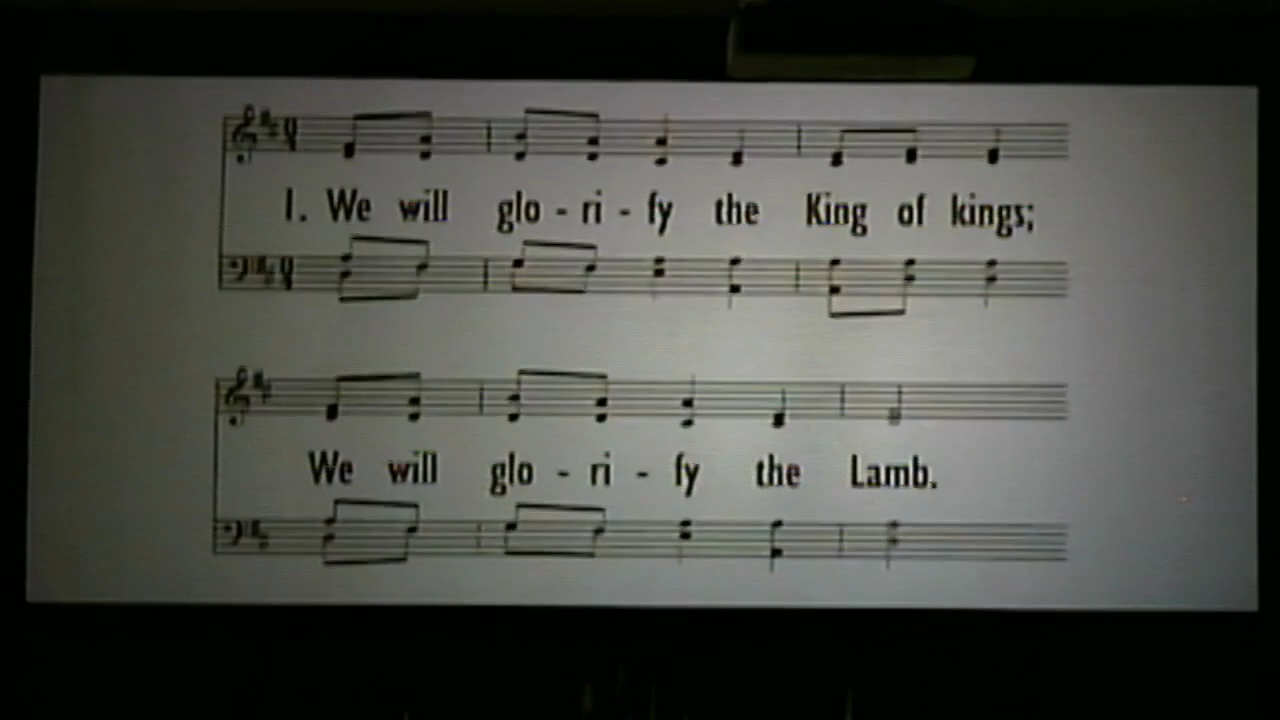 1. We will glo - ri - fy the King of kings;
We will glo - ri - fy the Lamb.